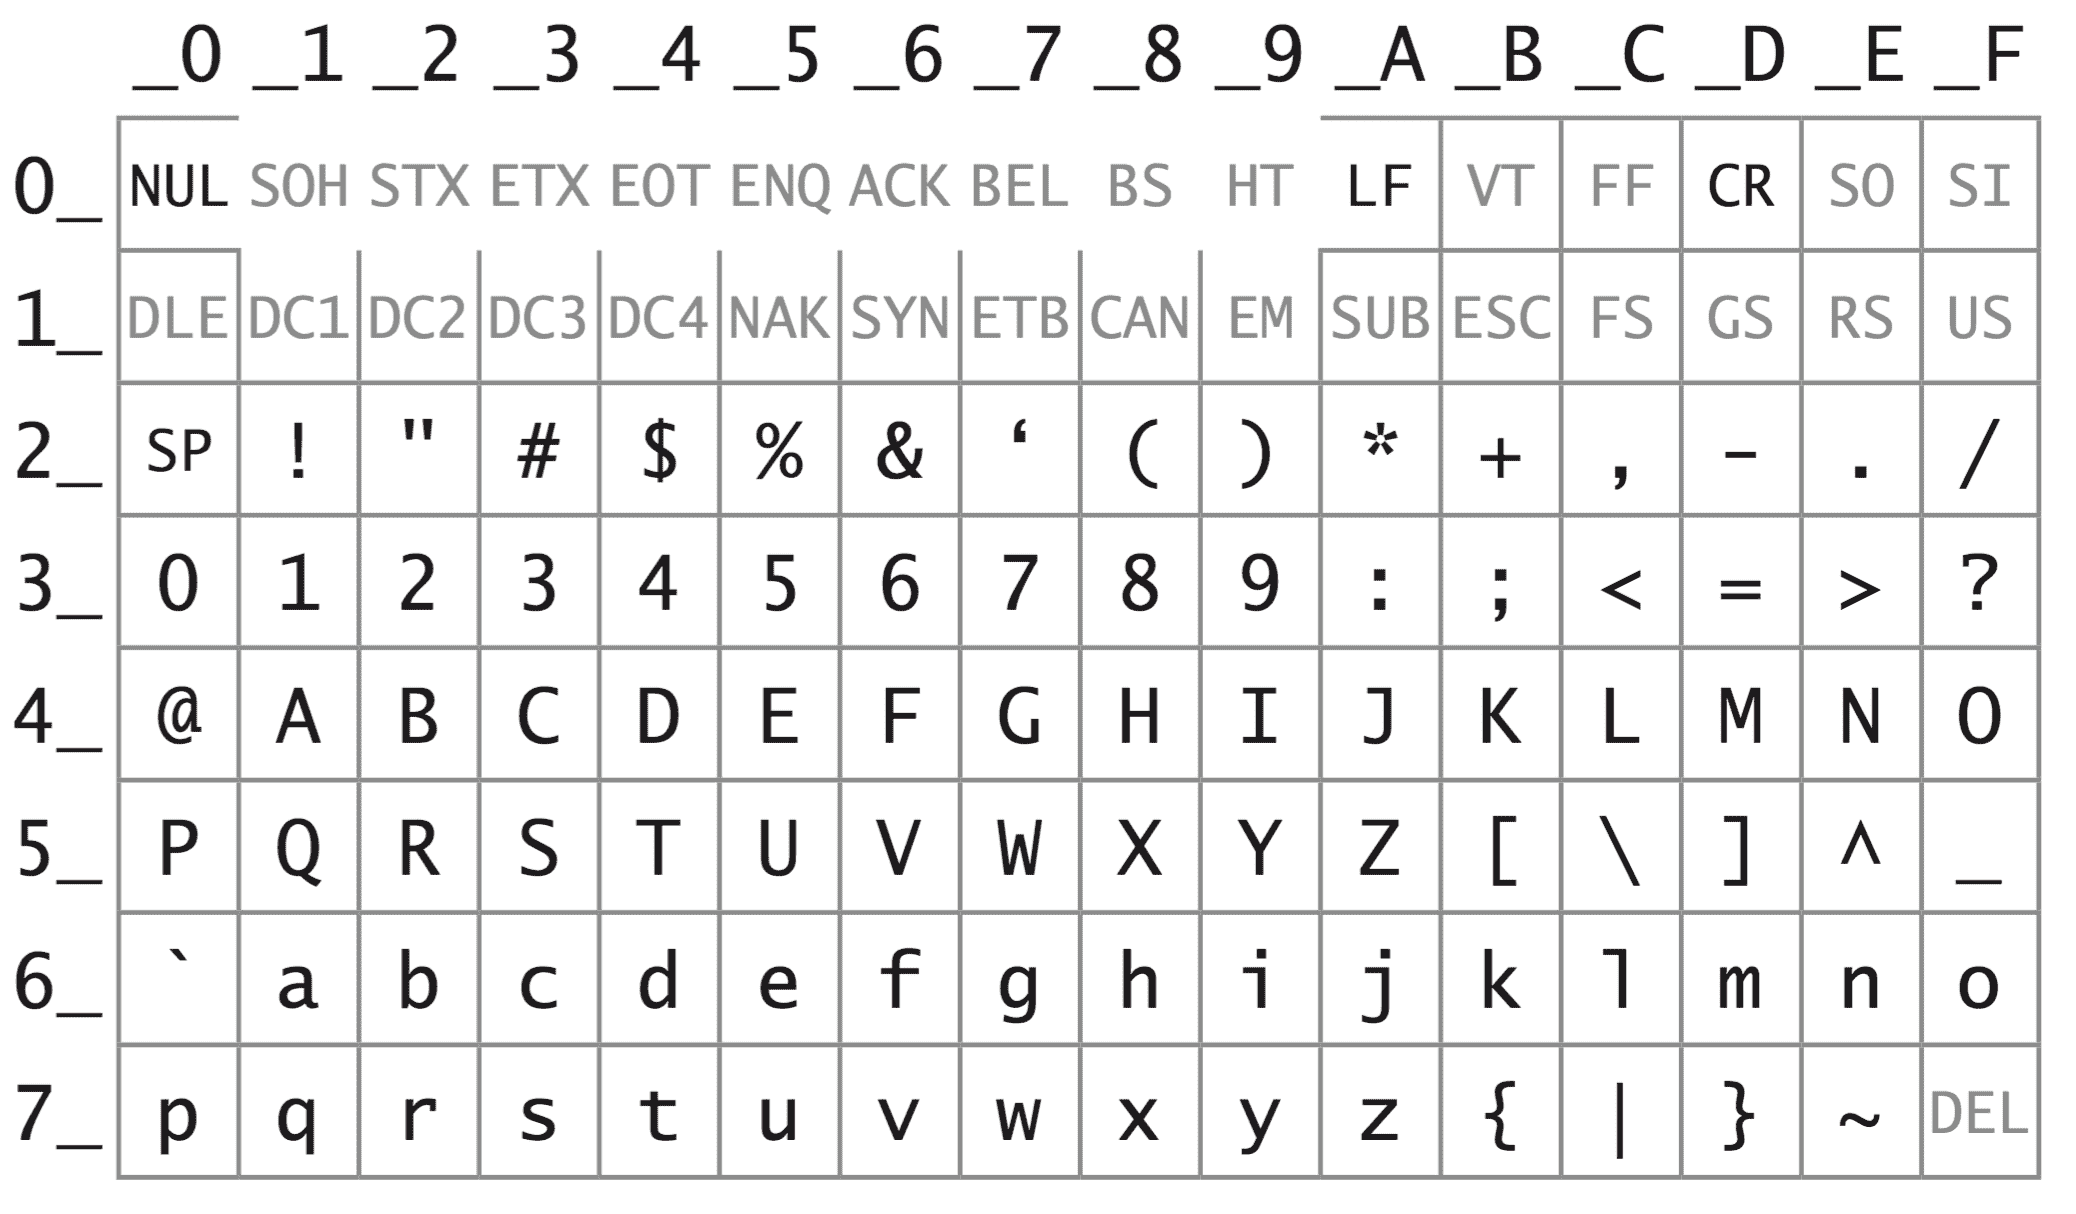 _0 _1 _2 _3 _4 _5 _6 _7 _8 _9 _A _B _C _D _E _F
0_ NUL SOH STX ETX EOT ENQ ACK BEL BS HT LF VT FF CR SO SI
1_ DLE DC1 DC2 DC3 DC4 NAK SYN ETB CAN EM SUB ESC FS GS RS US
2_ SP ! " # $ % & ‘ ( ) * + , - . /
3_ 0 1 2 3 4 5 6 7 8 9 : ; < = > ?
4_ @ A B C D E F G H I J K L M N O
5_ P Q R S T U V W X Y Z [ \ ] ^ _
6_ ` a b c d e f g h i j k l m n o
7_ p q r s t u v w x y z { | } ~ DEL